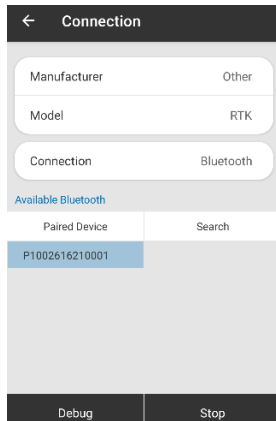 ← Connection
Manufacturer Other
Model RTK
Connection Bluetooth
Available Bluetooth
Paired Device Search
P1002616210001
Debug Stop